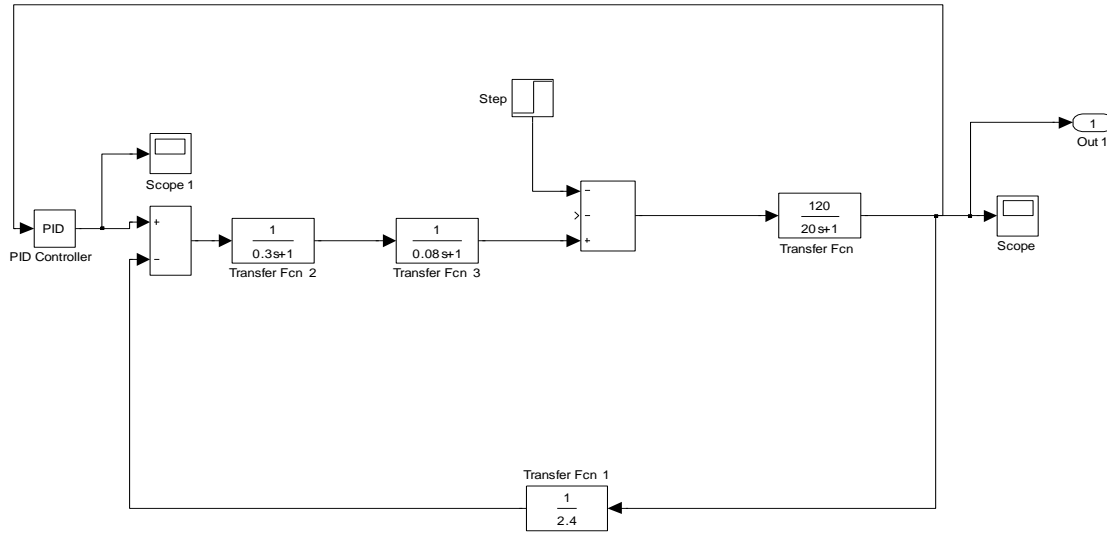 Step
1
Out 1
Scope 1
PID
PID Controller
+
−
1
0.3s+1
Transfer Fcn 2
1
0.08s+1
Transfer Fcn 3
−
−
+
120
20s+1
Transfer Fcn
Scope
Transfer Fcn 1
1
2.4